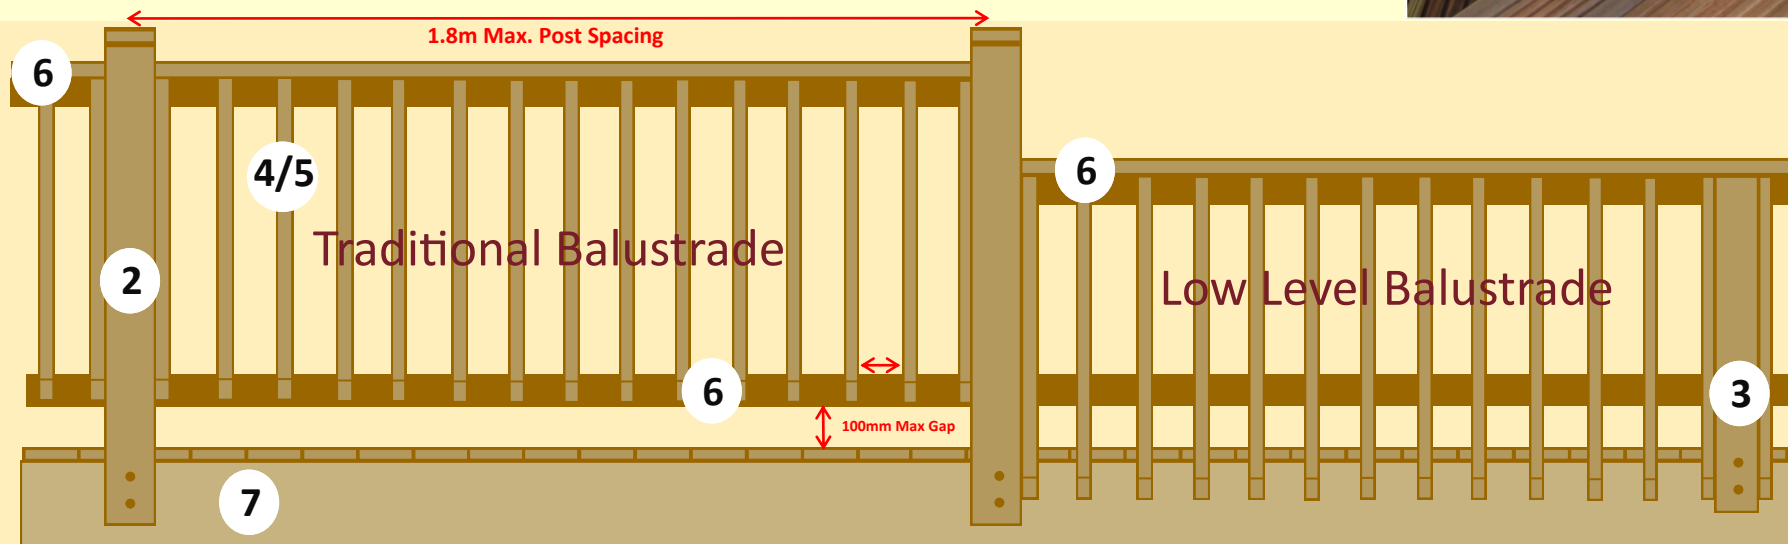 1.8m Max. Post Spacing
6
4/5
6
2
Traditional Balustrade
Low Level Balustrade
6
3
100mm Max Gap
7